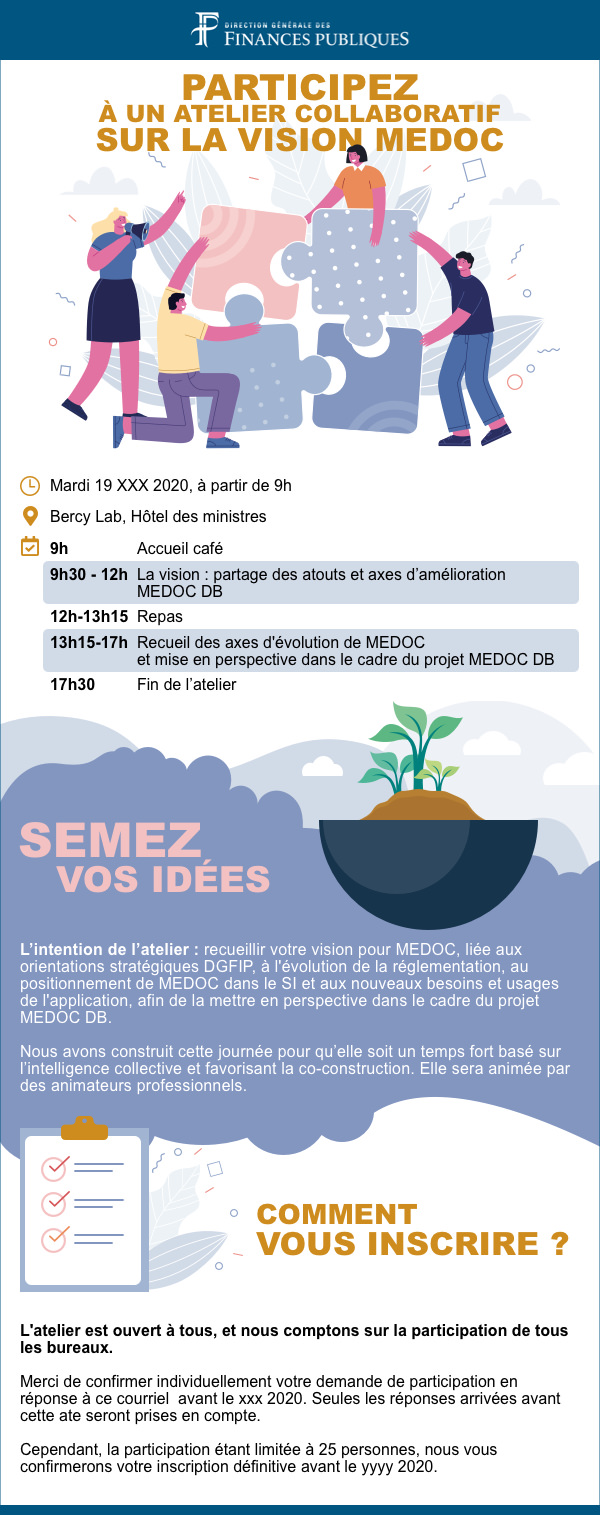 DIRECTION GÉNÉRALE DES
FINANCES PUBLIQUES
PARTICIPEZ
À UN ATELIER COLLABORATIF
SUR LA VISION MEDOC
Mardi 19 XXX 2020, à partir de 9h
Bercy Lab, Hôtel des ministres
9h Accueil café
9h30 - 12h La vision : partage des atouts et axes d’amélioration
MEDOC DB
12h-13h15 Repas
13h15-17h Recueil des axes d'évolution de MEDOC
et mise en perspective dans le cadre du projet MEDOC DB
17h30 Fin de l’atelier
SEMEZ
VOS IDÉES
L’intention de l’atelier : recueillir votre vision pour MEDOC, liée aux
orientations stratégiques DGFIP, à l'évolution de la réglementation, au
positionnement de MEDOC dans le SI et aux nouveaux besoins et usages
de l'application, afin de la mettre en perspective dans le cadre du projet
MEDOC DB.
Nous avons construit cette journée pour qu’elle soit un temps fort basé sur
l’intelligence collective et favorisant la co-construction. Elle sera animée par
des animateurs professionnels.
COMMENT
VOUS INSCRIRE ?
L'atelier est ouvert à tous, et nous comptons sur la participation de tous
les bureaux.
Merci de confirmer individuellement votre demande de participation en
réponse à ce courriel avant le xxx 2020. Seules les réponses arrivées avant
cette ate seront prises en compte.
Cependant, la participation étant limitée à 25 personnes, nous vous
confirmerons votre inscription définitive avant le yyyy 2020.